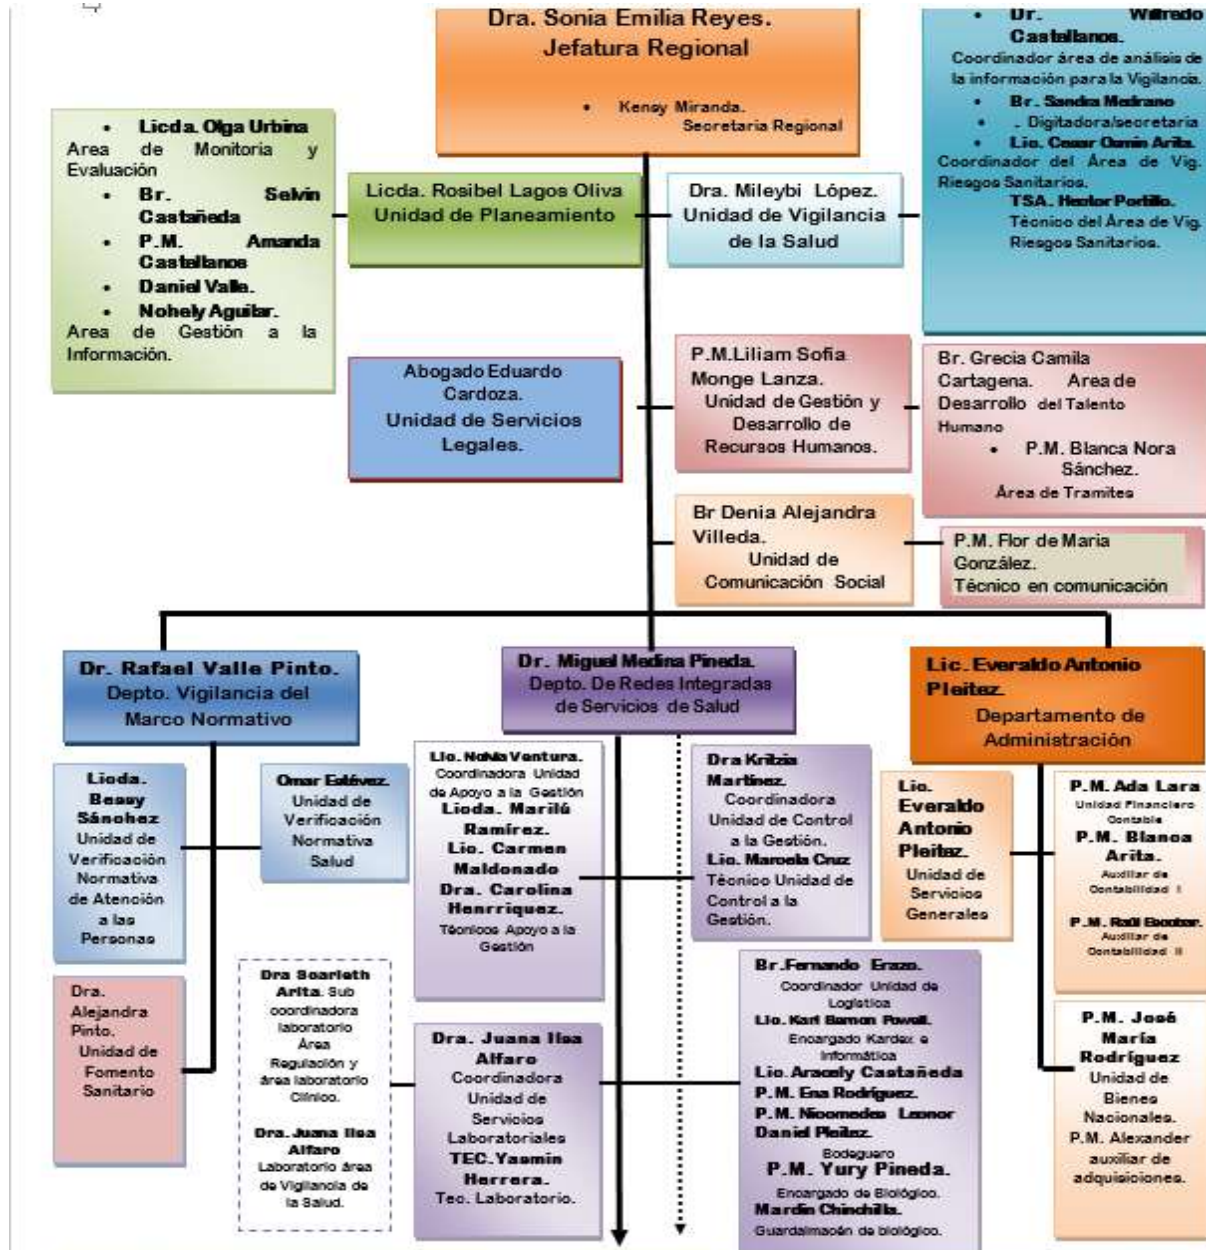 Dra. Sonia Emilia Reyes.
Jefatura Regional
• Kensy Miranda.
Secretaria Regional
• Dr. Wilfredo
Castellanos.
Coordinador área de análisis de
la información para la Vigilancia.
• Br. Sandra Medrano
• . Digitadora/secretaria
• Lic. Cesar Osmin Arita.
Coordinador del Área de Vig.
Riesgos Sanitarios.
TSA. Hector Portillo.
Técnico del Área de Vig.
Riesgos Sanitarios.
• Licda. Olga Urbina
Area de Monitoria y
Evaluación
• Br. Selvin
Castañeda
• P.M. Amanda
Castellanos
• Daniel Valle.
• Nohely Aguilar.
Area de Gestión a la
Información.
Licda. Rosibel Lagos Oliva
Unidad de Planeamiento
Dra. Mileybi López.
Unidad de Vigilancia
de la Salud
Abogado Eduardo
Cardoza.
Unidad de Servicios
Legales.
P.M.Liliam Sofia
Monge Lanza.
Unidad de Gestión y
Desarrollo de
Recursos Humanos.
Br. Grecia Camila
Cartagena. Area de
Desarrollo del Talento
Humano
• P.M. Blanca Nora
Sánchez.
Área de Tramites
Br Denia Alejandra
Villeda.
Unidad de
Comunicación Social
P.M. Flor de Maria
González.
Técnico en comunicación
Dr. Rafael Valle Pinto.
Depto. Vigilancia del
Marco Normativo
Dr. Miguel Medina Pineda.
Depto. De Redes Integradas
de Servicios de Salud
Lic. Everaldo Antonio
Pleitez.
Departamento de
Administración
Licda.
Bessy
Sánchez
Unidad de
Verificación
Normativa
de Atención
a las
Personas
Omar Estévez.
Unidad de
Verificación
Normativa
Salud
Lic. Nolvia Ventura.
Coordinadora Unidad
de Apoyo a la Gestión
Licda. Marilú
Ramírez.
Lic. Carmen
Maldonado
Dra. Carolina
Henrriquez.
Técnicos Apoyo a la
Gestión
Dra Kritzia
Martínez.
Coordinadora
Unidad de Control
a la Gestión.
Lic. Marcela Cruz
Técnico Unidad de
Control a la
Gestión.
Lic.
Everaldo
Antonio
Pleitez.
Unidad de
Servicios
Generales
P.M. Ada Lara
Unidad Financiero
Contable
P.M. Blanca
Arita.
Auxiliar de
Contabilidad I
P.M. Raúl Escobar.
Auxiliar de
Contabilidad II
Dra.
Alejandra
Pinto.
Unidad de
Fomento
Sanitario
Dra Scarleth
Arita. Sub
coordinadora
laboratorio
Área
Regulación y
área laboratorio
Clínico.
Dra. Juana Ilsa
Alfaro
Laboratorio área
de Vigilancia de
la Salud.
Dra. Juana Ilsa
Alfaro
Coordinadora
Unidad de
Servicios
Laboratoriales
TEC.Yasmin
Herrera.
Tec. Laboratorio.
Br.Fernando Erazo.
Coordinador Unidad de
Logística
Lic. Karl Barnon Powell.
Encargado Kardex e
Informática
Lic. Aracely Castañeda
P.M. Ena Rodríguez.
P.M. Nicomedes Leonor
Daniel Pleitez.
Bodeguero
P.M. Yury Pineda.
Encargado de Biológico.
Mardin Chinchilla.
Guardalmacén de biológico.
P.M. José
María
Rodríguez
Unidad de
Bienes
Nacionales.
P.M. Alexander
auxiliar de
adquisiciones.